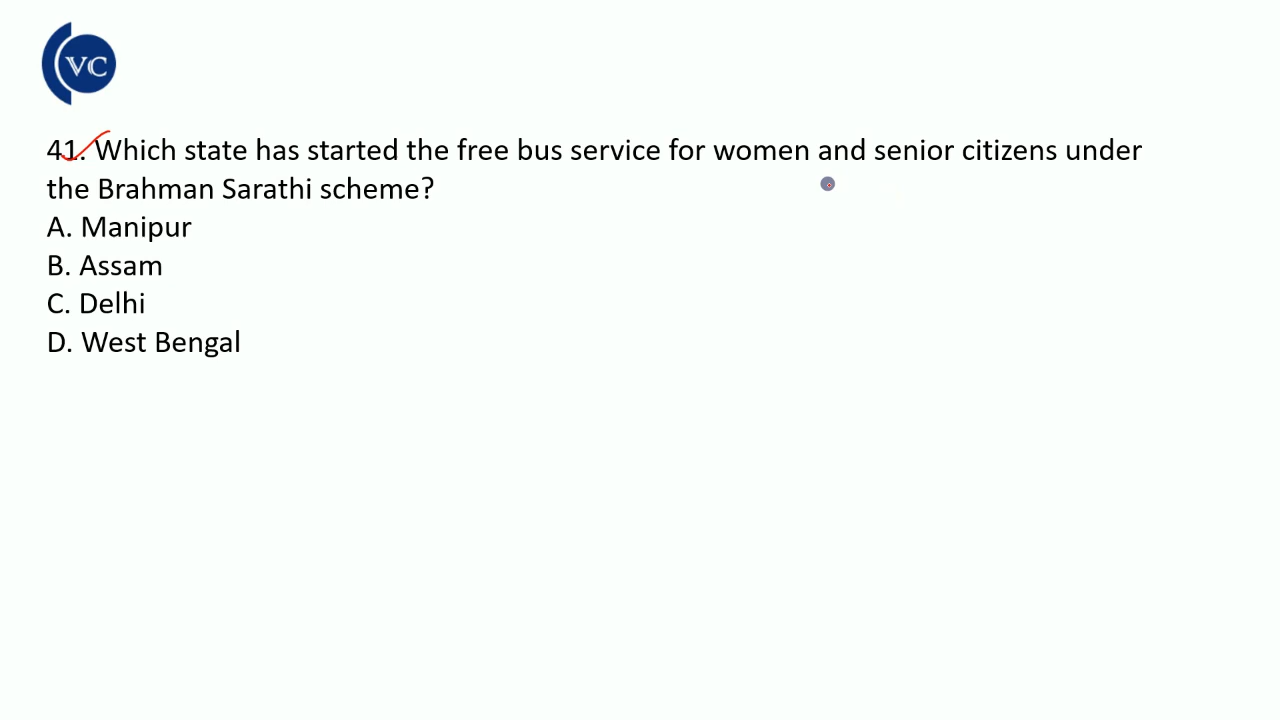 VC
41. Which state has started the free bus service for women and senior citizens under
the Brahman Sarathi scheme?
A. Manipur
B. Assam
C. Delhi
D. West Bengal